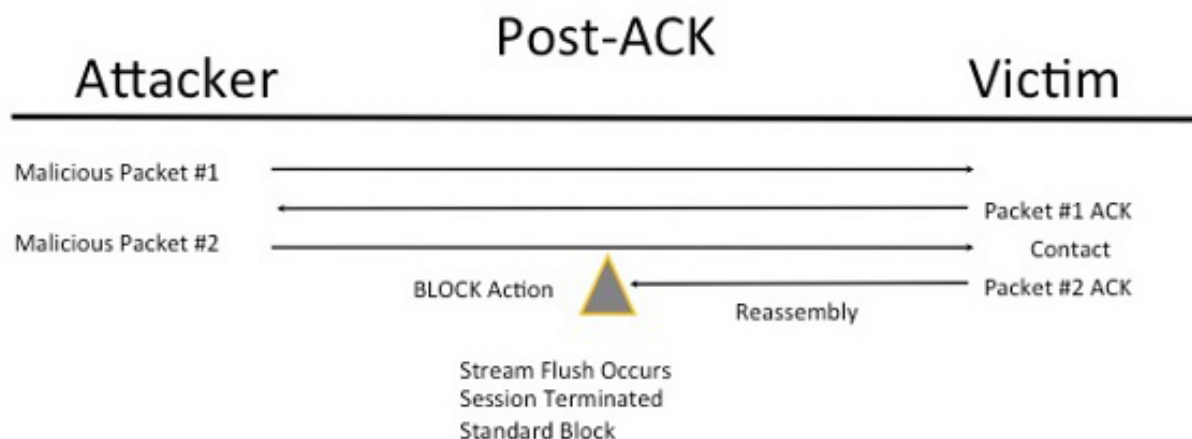 Post-ACK
Attacker
Victim
Malicious Packet #1
Packet #1 ACK
Malicious Packet #2
Contact
BLOCK Action
Packet #2 ACK
Reassembly
Stream Flush Occurs
Session Terminated
Standard Block